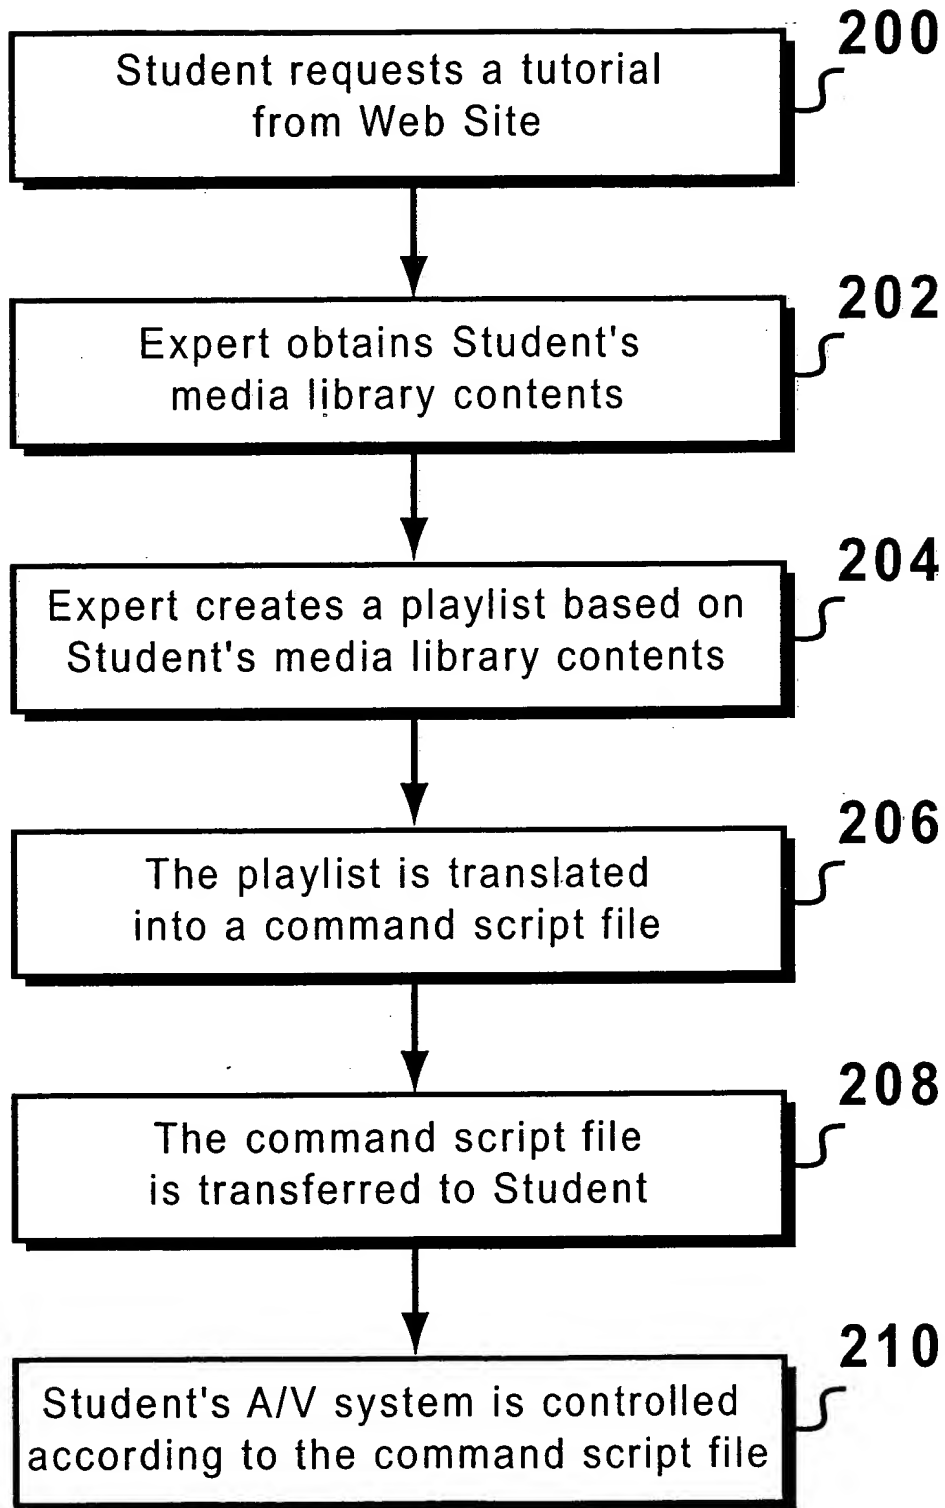 200
Student requests a tutorial
from Web Site
202
Expert obtains Student's
media library contents
204
Expert creates a playlist based on
Student's media library contents
206
The playlist is translated
into a command script file
208
The command script file
is transferred to Student
210
Student's A/V system is controlled
according to the command script file